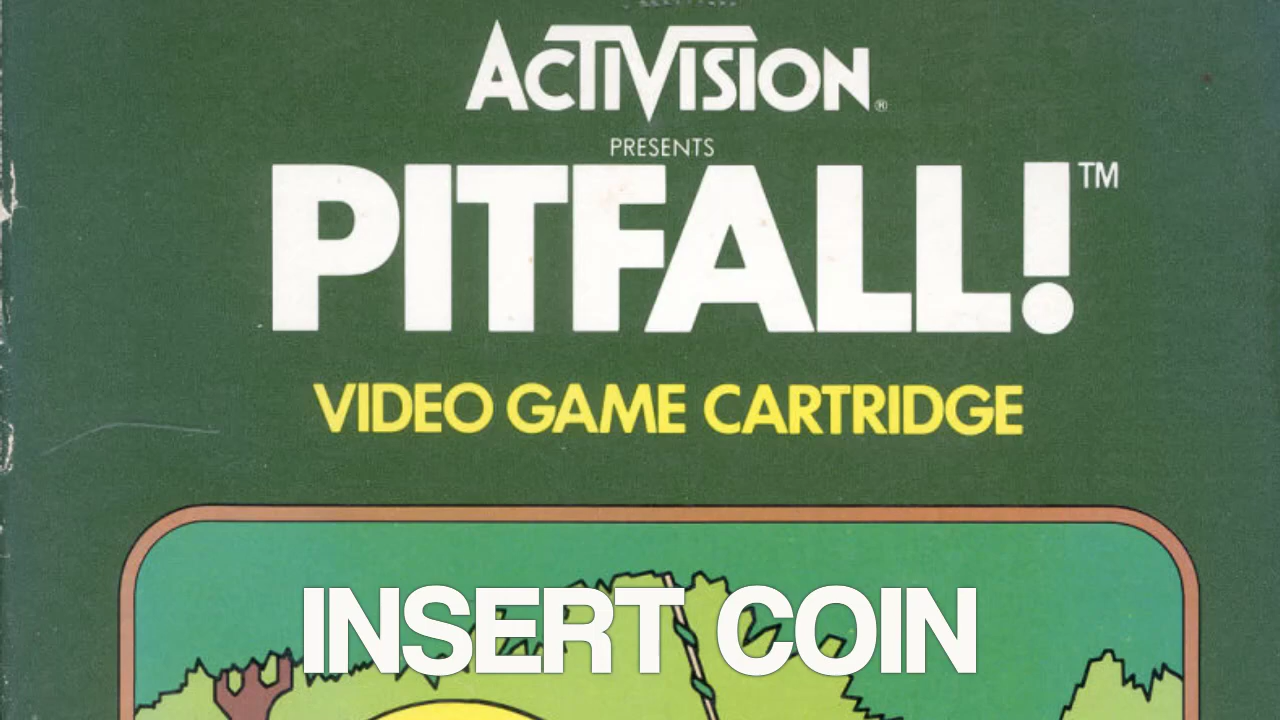 ACTIVISION®
PRESENTS
PITFALL!™
VIDEO GAME CARTRIDGE
INSERT COIN